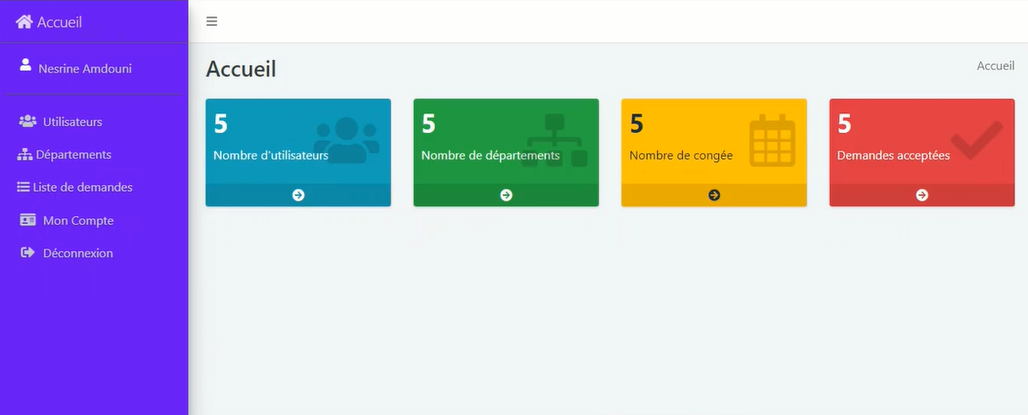 Accueil
Nesrine Amdouni
Utilisateurs
Départements
Liste de demandes
Mon Compte
Déconnexion
Accueil
Accueil
5
Nombre d'utilisateurs
5
Nombre de départements
5
Nombre de congée
5
Demandes acceptées